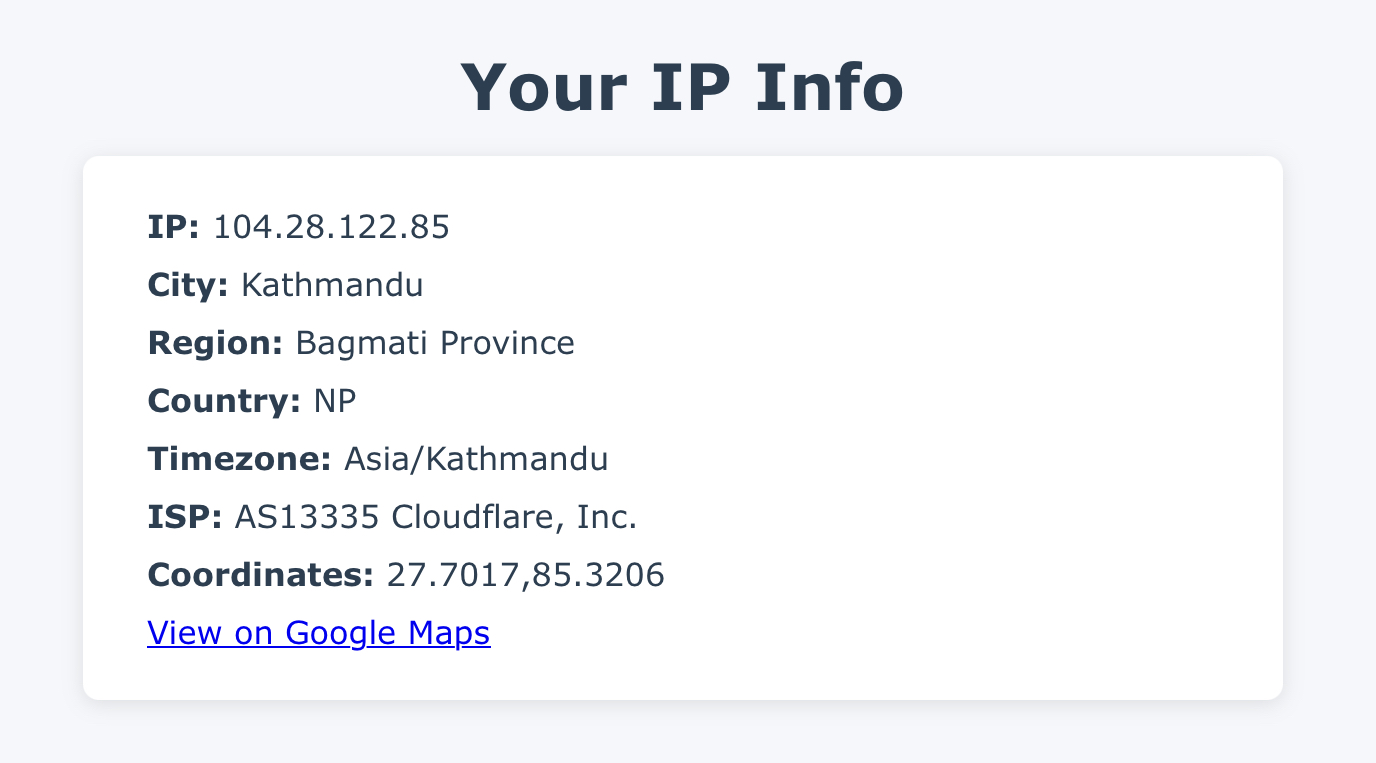 Your IP Info
IP: 104.28.122.85
City: Kathmandu
Region: Bagmati Province
Country: NP
Timezone: Asia/Kathmandu
ISP: AS13335 Cloudflare, Inc.
Coordinates: 27.7017,85.3206
View on Google Maps